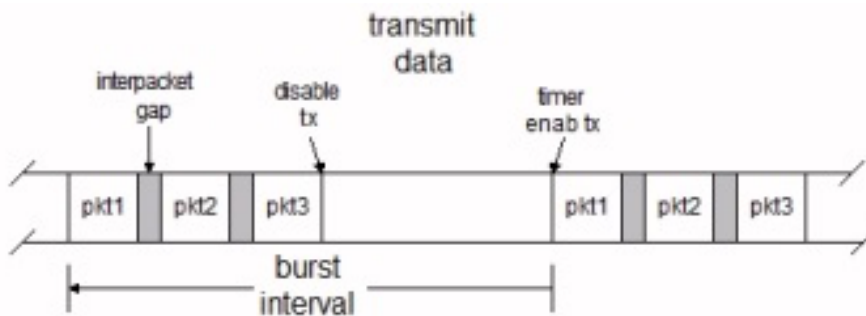 transmit
data
interpacket
gap
disable
tx
timer
enab tx
pkt1 pkt2 pkt3 pkt1 pkt2 pkt3
burst
interval